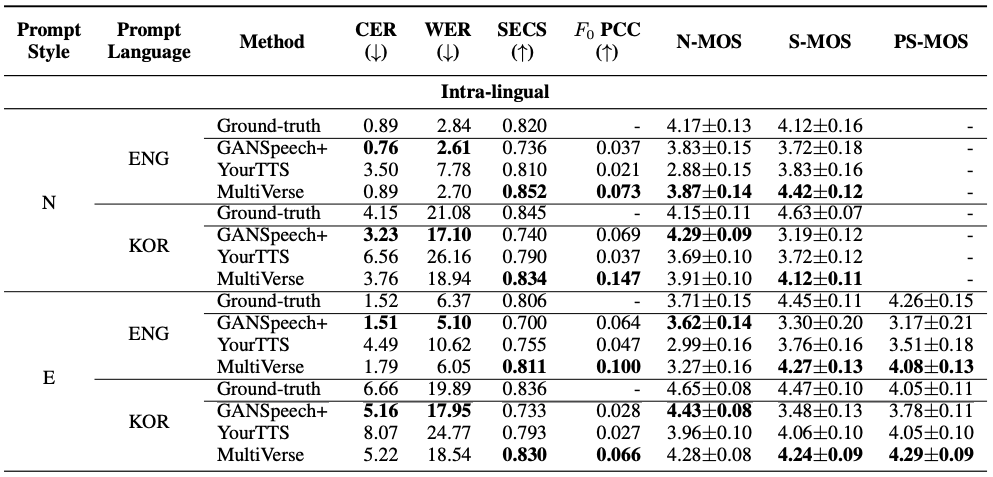 Prompt Style Prompt Language Method CER (↓) WER (↓) SECS (↑) F₀ PCC (↑) N-MOS S-MOS PS-MOS
Intra-lingual
N ENG Ground-truth 0.89 2.84 0.820 - 4.17±0.13 4.12±0.16 -
GANSpeech+ 0.76 2.61 0.736 0.037 3.83±0.15 3.72±0.18 -
YourTTS 3.50 7.78 0.810 0.021 2.88±0.15 3.83±0.16 -
MultiVerse 0.89 2.70 0.852 0.073 3.87±0.14 4.42±0.12 -
KOR Ground-truth 4.15 21.08 0.845 - 4.15±0.11 4.63±0.07 -
GANSpeech+ 3.23 17.10 0.740 0.069 4.29±0.09 3.19±0.12 -
YourTTS 6.56 26.16 0.790 0.037 3.69±0.10 3.72±0.12 -
MultiVerse 3.76 18.94 0.834 0.147 3.91±0.10 4.12±0.11 -
E ENG Ground-truth 1.52 6.37 0.806 - 3.71±0.15 4.45±0.11 4.26±0.15
GANSpeech+ 1.51 5.10 0.700 0.064 3.62±0.14 3.30±0.20 3.17±0.21
YourTTS 4.49 10.62 0.755 0.047 2.99±0.16 3.76±0.16 3.51±0.18
MultiVerse 1.79 6.05 0.811 0.100 3.27±0.16 4.27±0.13 4.08±0.13
KOR Ground-truth 6.66 19.89 0.836 - 4.65±0.08 4.47±0.10 4.05±0.11
GANSpeech+ 5.16 17.95 0.733 0.028 4.43±0.08 3.48±0.13 3.78±0.11
YourTTS 8.07 24.77 0.793 0.027 3.96±0.10 4.06±0.10 4.05±0.10
MultiVerse 5.22 18.54 0.830 0.066 4.28±0.08 4.24±0.09 4.29±0.09